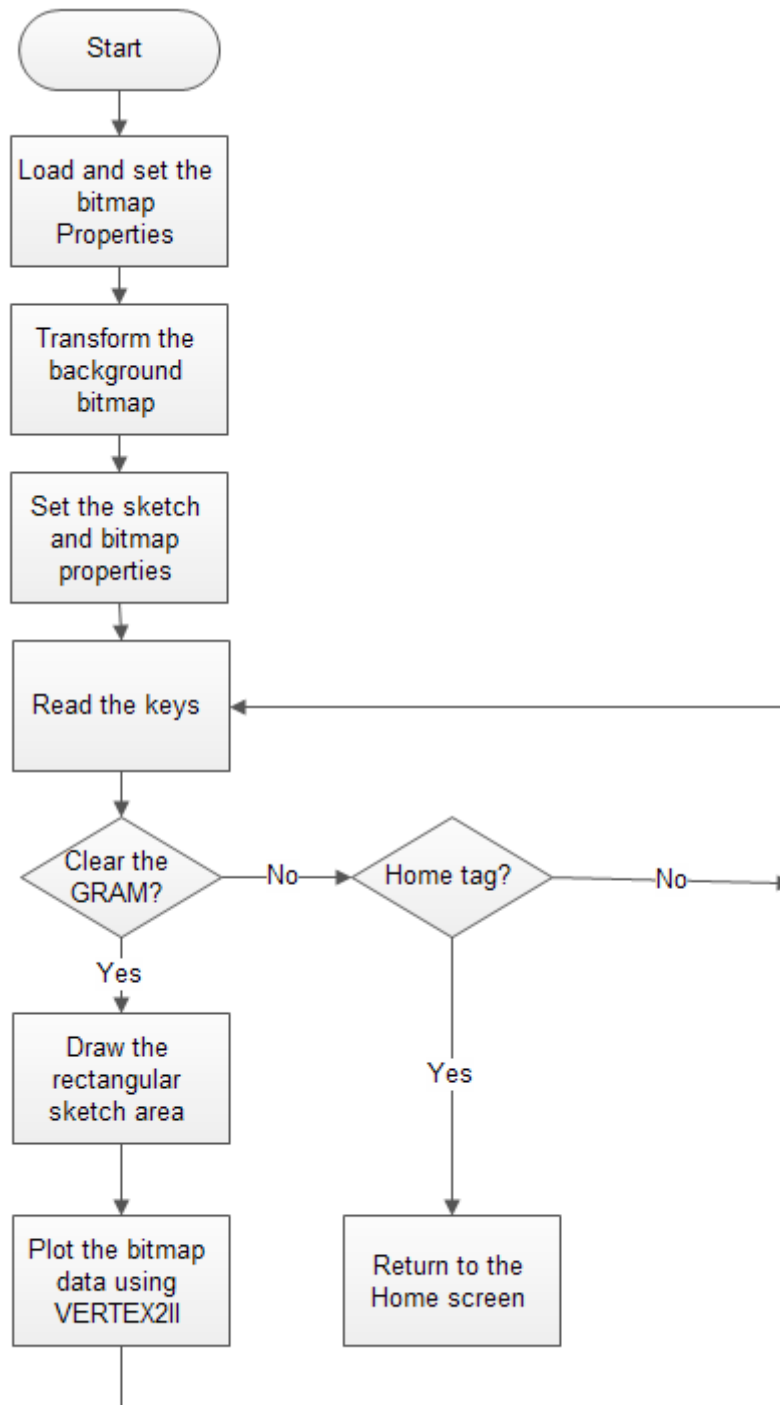 Start
Load and set the
bitmap
Properties
Transform the
background
bitmap
Set the sketch
and bitmap
properties
Read the keys
Clear the
GRAM?
No
Home tag?
No
Yes
Draw the
rectangular
sketch area
Yes
Plot the bitmap
data using
VERTEX2II
Return to the
Home screen